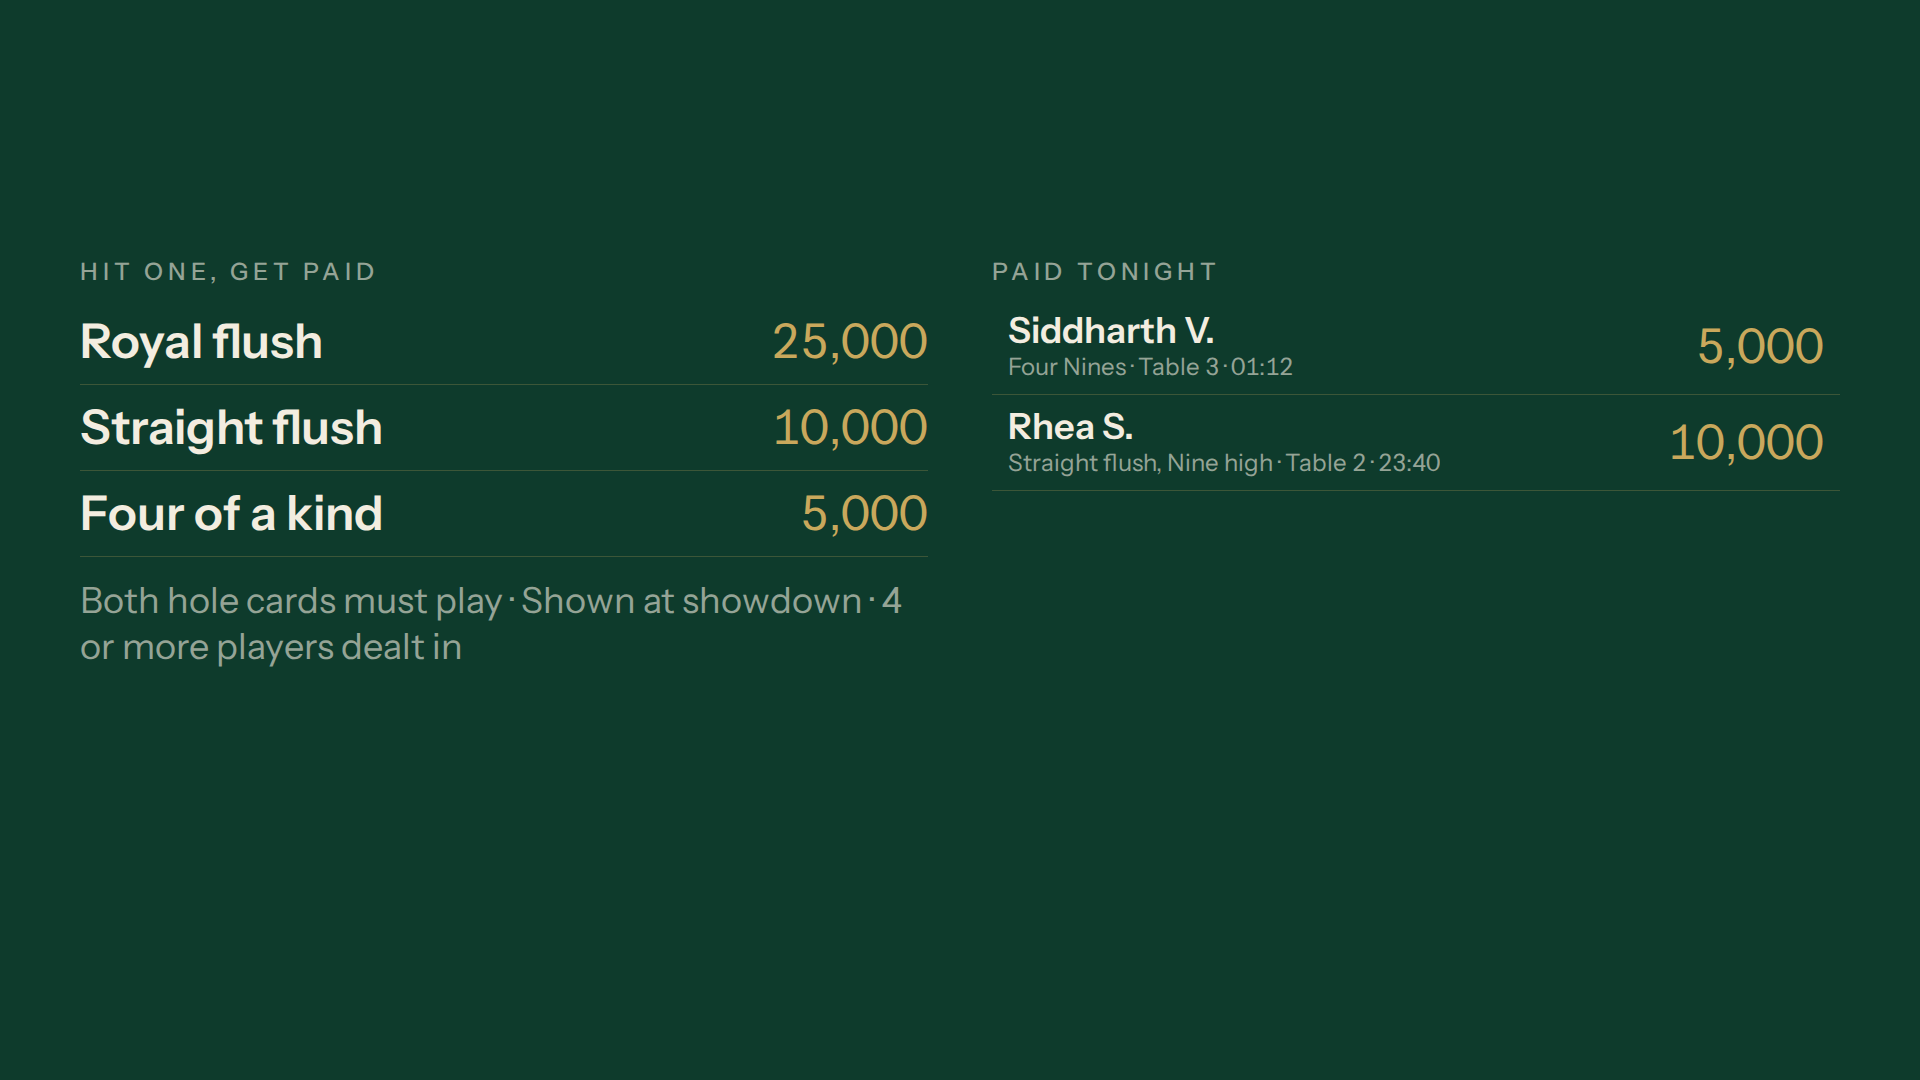 HIT ONE, GET PAID
Royal flush 25,000
Straight flush 10,000
Four of a kind 5,000
Both hole cards must play · Shown at showdown · 4
or more players dealt in
PAID TONIGHT
Siddharth V.
Four Nines · Table 3 · 01:12
5,000
Rhea S.
Straight flush, Nine high · Table 2 · 23:40
10,000